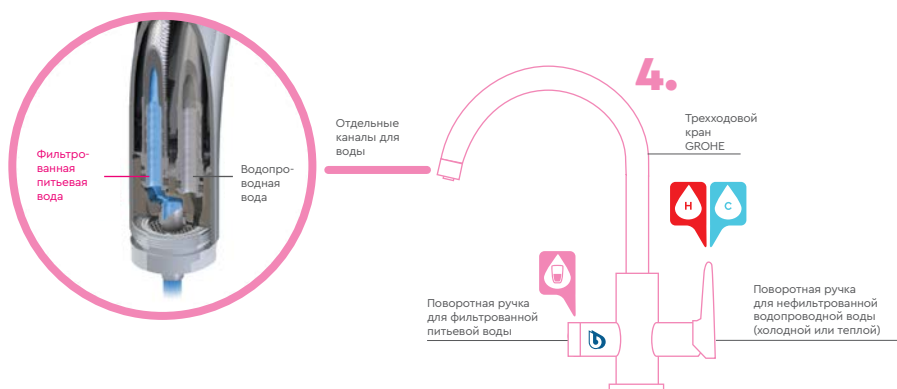 4.
Фильтро-
ванная
питьевая
вода
Водопро-
водная
вода
Отдельные
каналы для
воды
Трехходовой
кран
GROHE
H
C
Поворотная ручка
для фильтрованной
питьевой воды
Поворотная ручка
для нефильтрованной
водопроводной воды
(холодной или теплой)